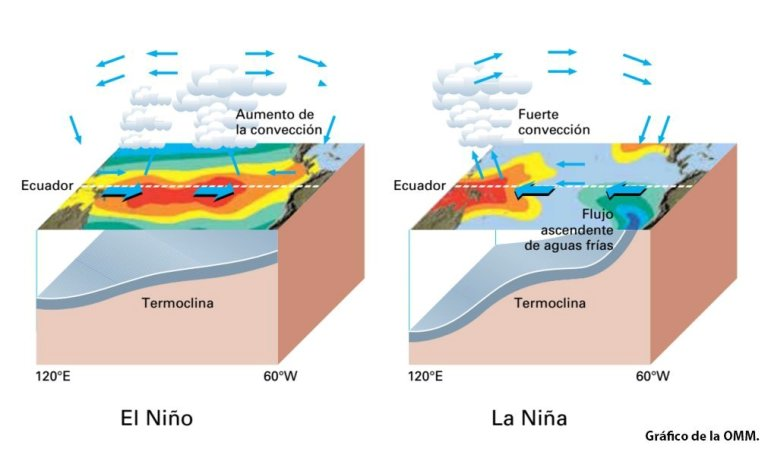 Aumento de
la convección
Ecuador
Termoclina
120°E
60°W
El Niño
Fuerte
convección
Ecuador
Flujo
ascendente
de aguas frías
Termoclina
120°E
60°W
La Niña
Gráfico de la OMM.